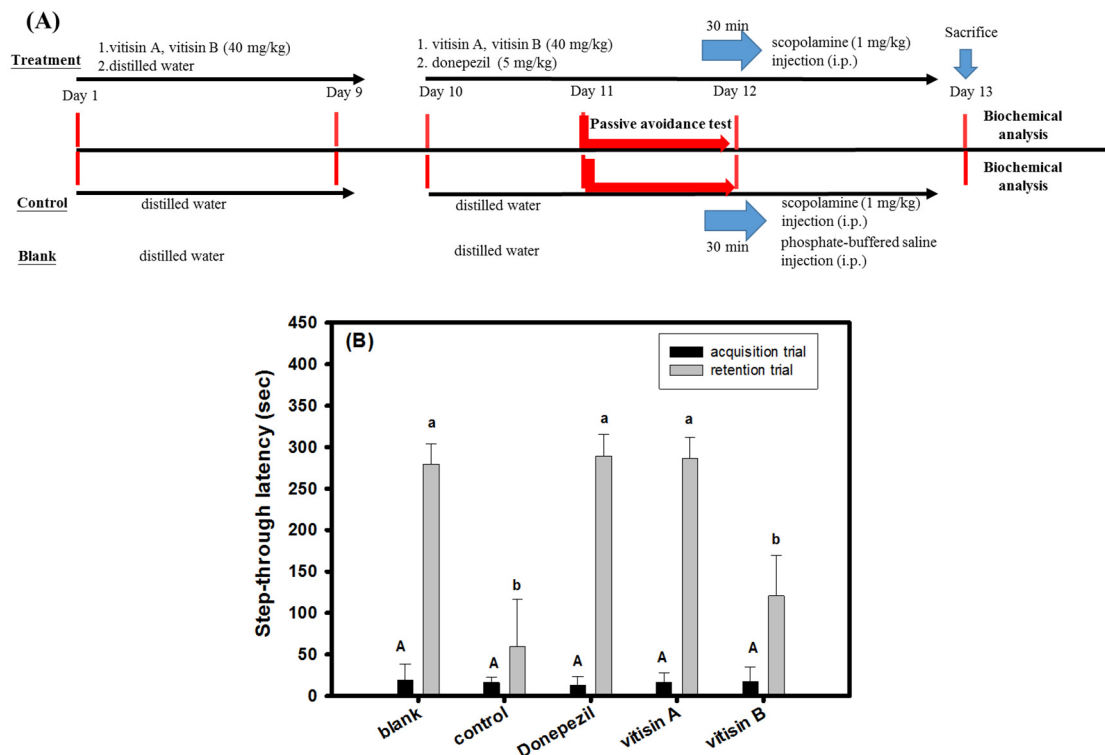 (A)
Treatment
1.vitisin A, vitisin B (40 mg/kg)
2.distilled water
1. vitisin A, vitisin B (40 mg/kg)
2. donepezil (5 mg/kg)
30 min
scopolamine (1 mg/kg)
injection (i.p.)
Sacrifice
Day 1
Day 9
Day 10
Day 11
Day 12
Day 13
Passive avoidance test
Biochemical
analysis
Biochemical
analysis
Control
distilled water
distilled water
scopolamine (1 mg/kg)
injection (i.p.)
30 min
phosphate-buffered saline
injection (i.p.)
Blank
distilled water
distilled water
(B)
acquisition trial
retention trial
Step-through latency (sec)
450
400
350
300
250
200
150
100
50
0
A
a
A
b
A
a
A
a
A
b
blank
control
Donepezil
vitisin A
vitisin B